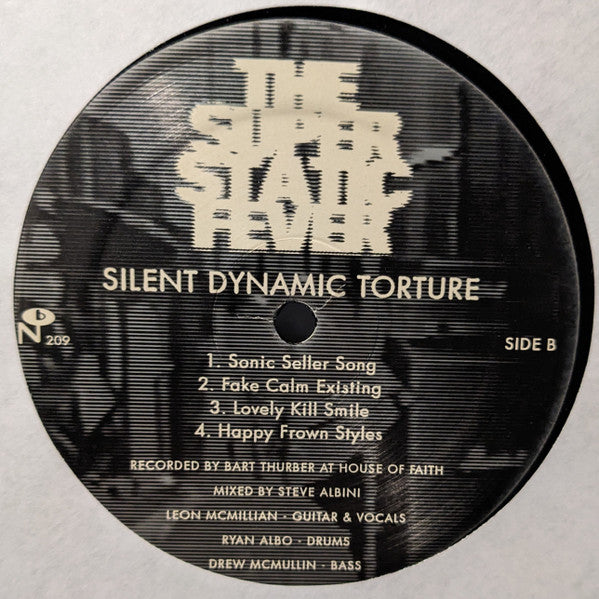 THE
SUPER
STATIC
FEVER
SILENT DYNAMIC TORTURE
N 209
SIDE B
1. Sonic Seller Song
2. Fake Calm Existing
3. Lovely Kill Smile
4. Happy Frown Styles
RECORDED BY BART THURBER AT HOUSE OF FAITH
MIXED BY STEVE ALBINI
LEON MCMILLIAN - GUITAR & VOCALS
RYAN ALBO - DRUMS
DREW MCMULLIN - BASS